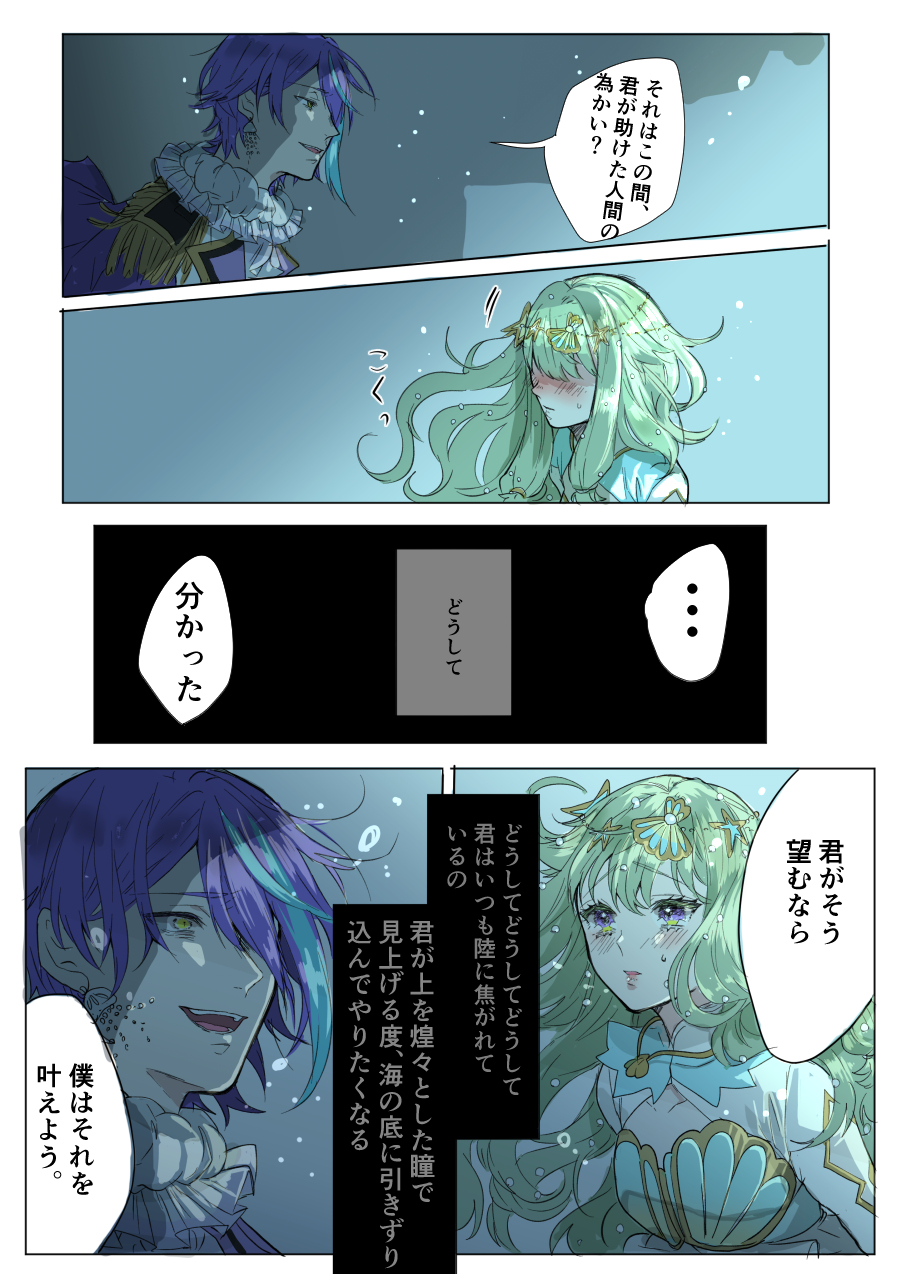 それはこの間、
君が助けた人間の
為かい？
こくっ
・・・
どうして
分かった
君がそう
望むなら
どうしてどうしてどうして
君はいつも陸に焦がれて
いるの
君が上を煌々とした瞳で
見上げる度、海の底に引きずり
込んでやりたくなる
僕はそれを
叶えよう。